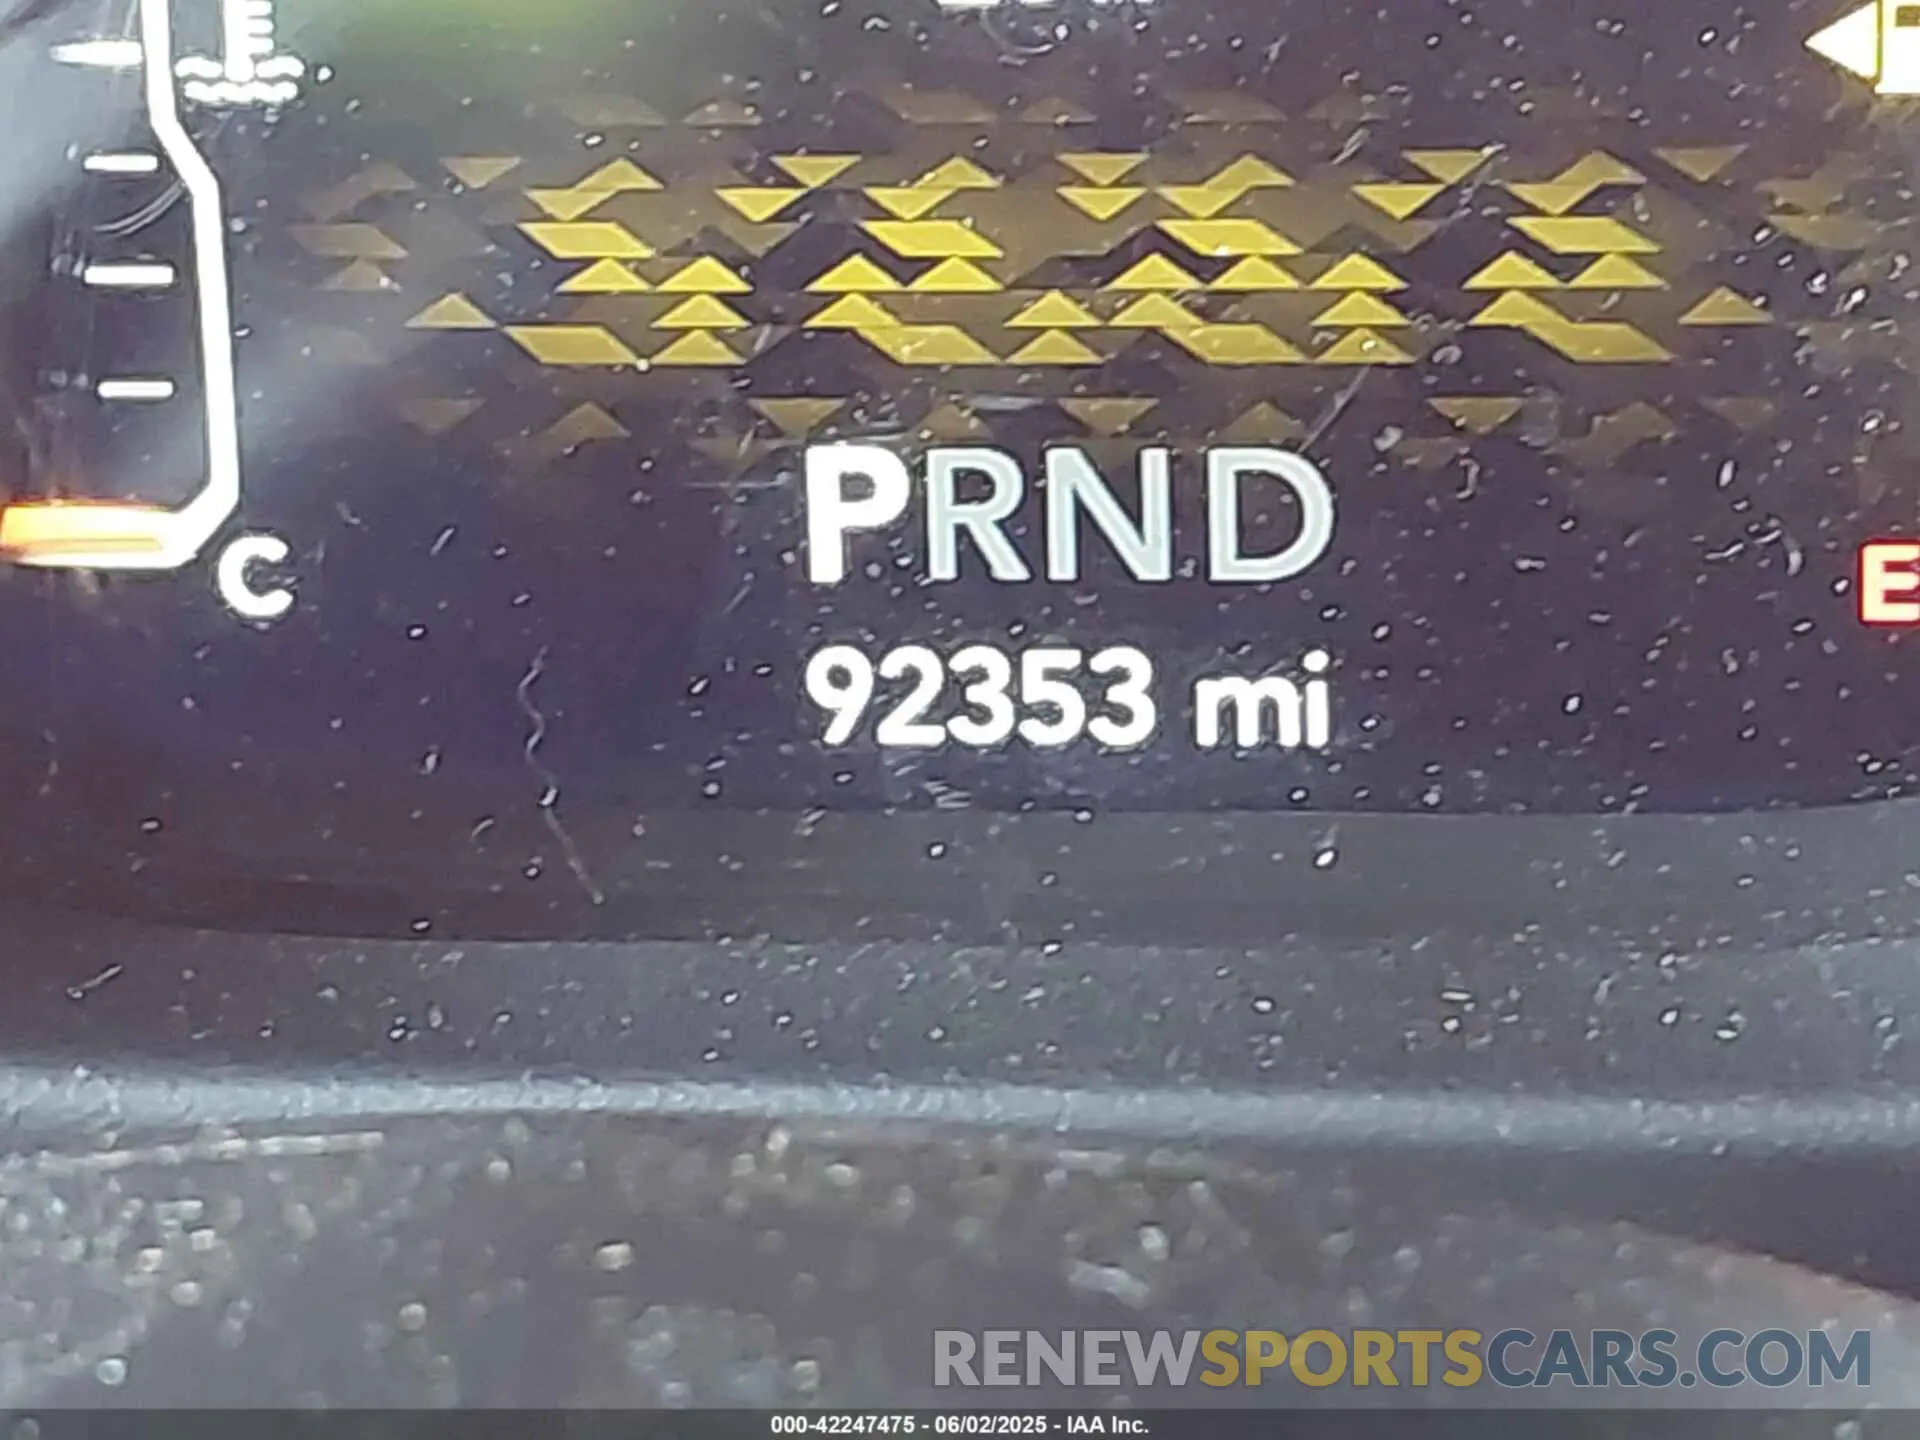 PRND
C
E
92353 mi
RENEWSPORTSCARS.COM
000-42247475 - 06/02/2025 - IAA Inc.